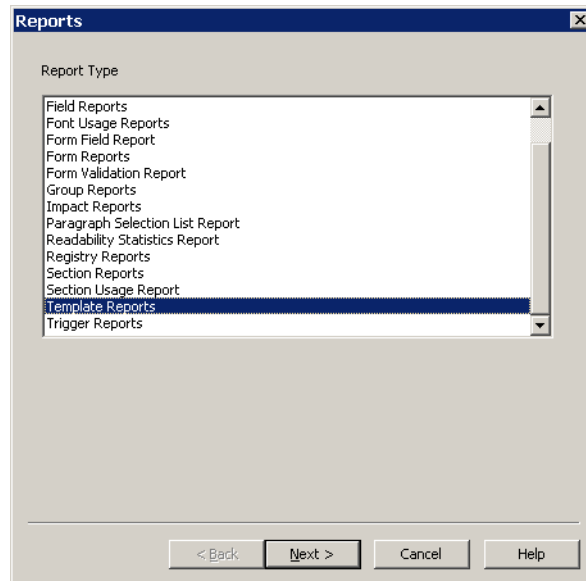 Reports
Report Type
Field Reports
Font Usage Reports
Form Field Report
Form Reports
Form Validation Report
Group Reports
Impact Reports
Paragraph Selection List Report
Readability Statistics Report
Registry Reports
Section Reports
Section Usage Report
Template Reports
Trigger Reports
< Back Next > Cancel Help